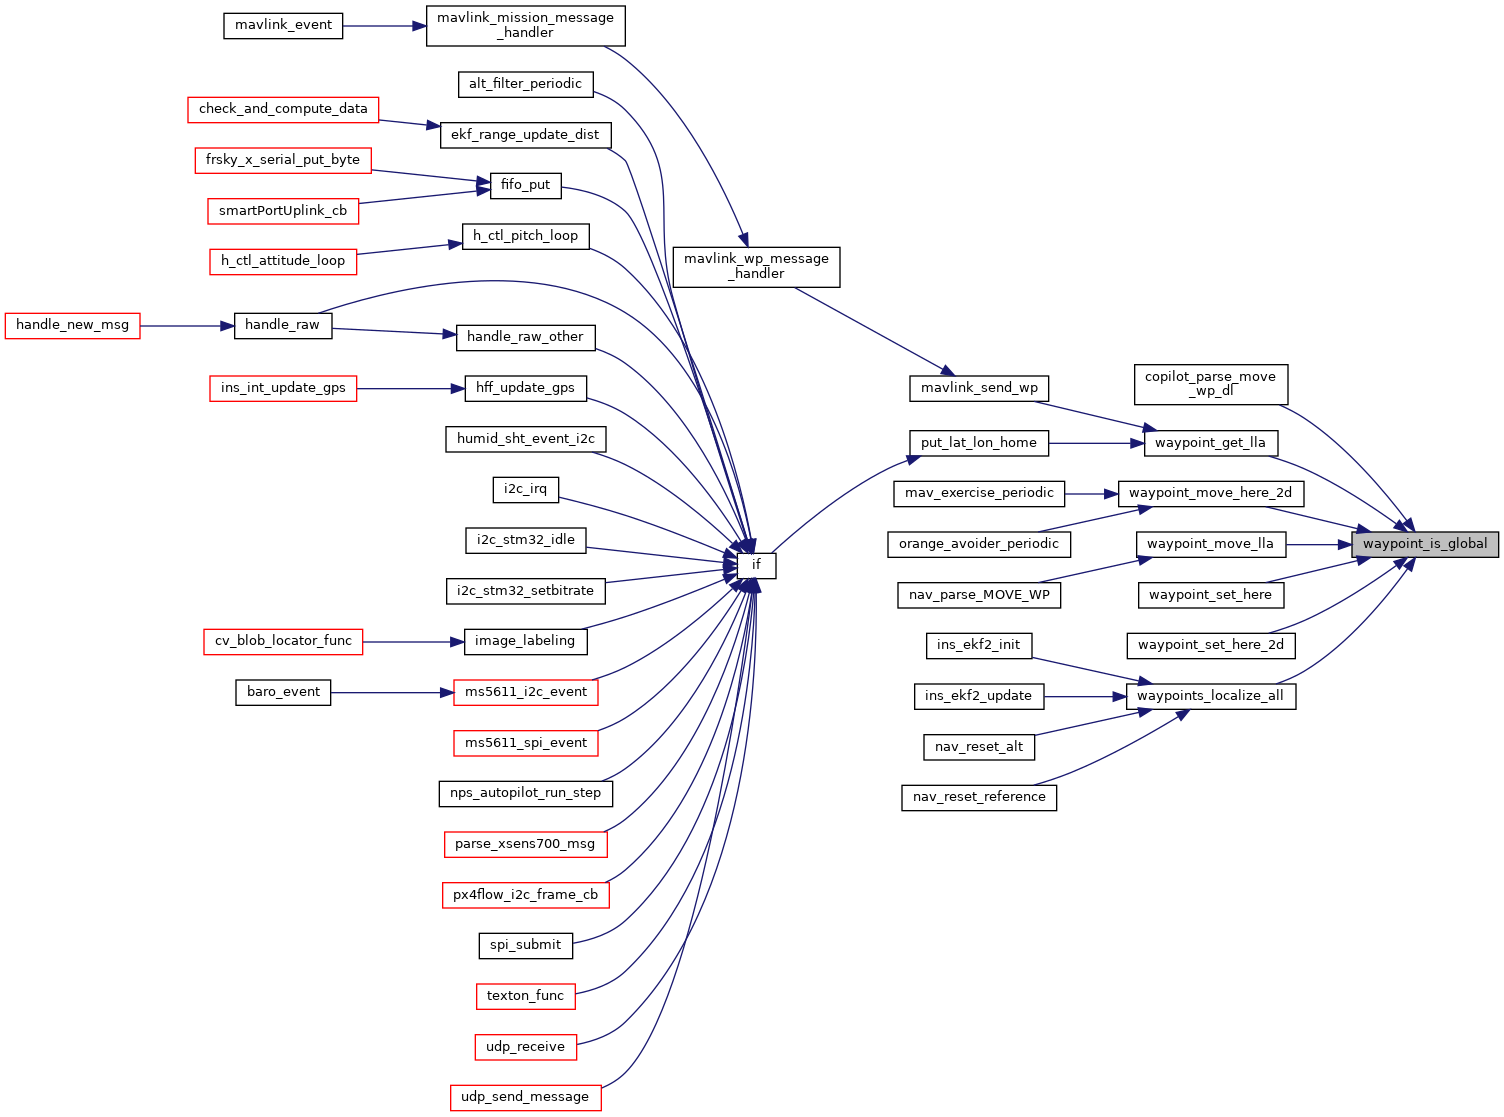 mavlink_event
mavlink_mission_message
_handler
alt_filter_periodic
check_and_compute_data
ekf_range_update_dist
frsky_x_serial_put_byte
fifo_put
smartPortUplink_cb
h_ctl_pitch_loop
h_ctl_attitude_loop
mavlink_wp_message
_handler
handle_new_msg
handle_raw
handle_raw_other
ins_int_update_gps
hff_update_gps
humid_sht_event_i2c
i2c_irq
i2c_stm32_idle
i2c_stm32_setbitrate
if
cv_blob_locator_func
image_labeling
baro_event
ms5611_i2c_event
ms5611_spi_event
nps_autopilot_run_step
parse_xsens700_msg
px4flow_i2c_frame_cb
spi_submit
texton_func
udp_receive
udp_send_message
mavlink_send_wp
put_lat_lon_home
mav_exercise_periodic
orange_avoider_periodic
nav_parse_MOVE_WP
ins_ekf2_init
ins_ekf2_update
nav_reset_alt
nav_reset_reference
copilot_parse_move
_wp_dl
waypoint_get_lla
waypoint_move_here_2d
waypoint_move_lla
waypoint_set_here
waypoint_set_here_2d
waypoints_localize_all
waypoint_is_global